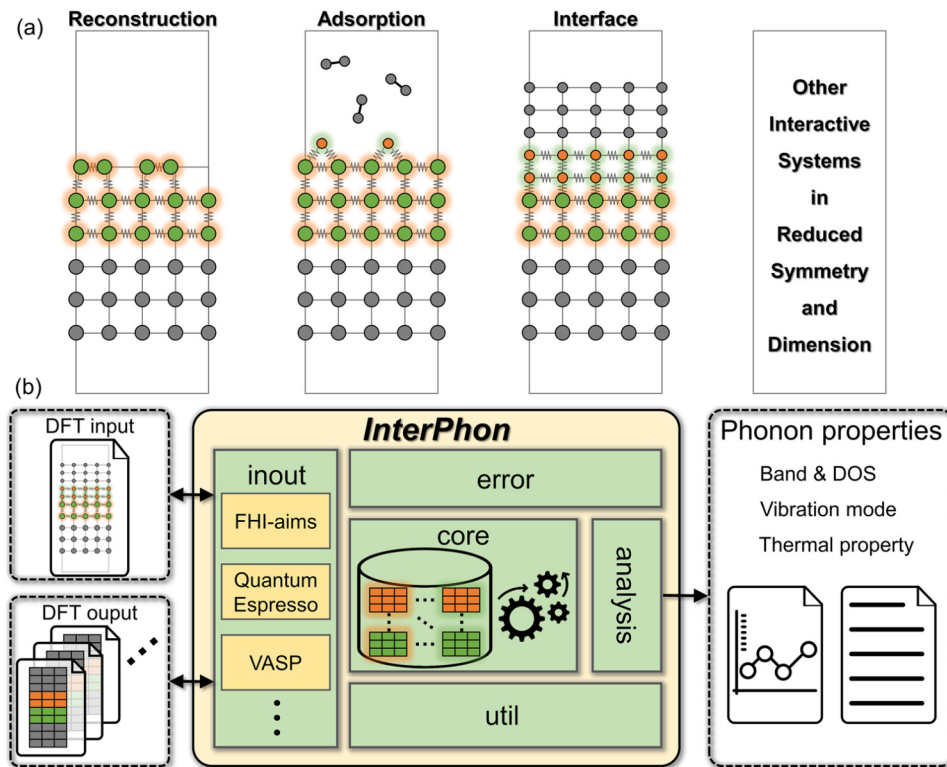 (a)
Reconstruction
Adsorption
Interface
Other
Interactive
Systems
in
Reduced
Symmetry
and
Dimension
(b)
DFT input
DFT ouput
InterPhon
inout
FHI-aims
Quantum
Espresso
VASP
error
core
analysis
util
Phonon properties
Band & DOS
Vibration mode
Thermal property